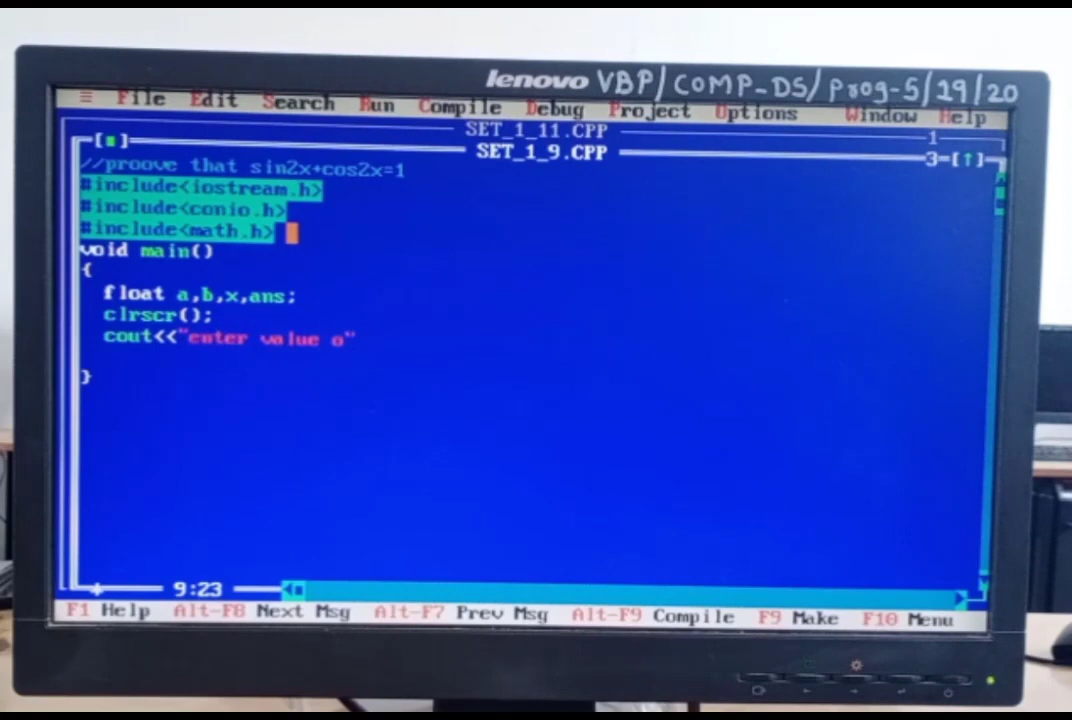 lenovo VBP/COMP-DS/Prog-5/19/20
≡ File Edit Search Run Compile Debug Project Options Window Help
SET_1_11.CPP 1
[■] SET_1_9.CPP 3=[↑]
//proove that sin2x+cos2x=1
#include<iostream.h>
#include<conio.h>
#include<math.h>
void main()
{
float a,b,x,ans;
clrscr();
cout<<"enter value o"
}
9:23
F1 Help Alt-F8 Next Msg Alt-F7 Prev Msg Alt-F9 Compile F9 Make F10 Menu